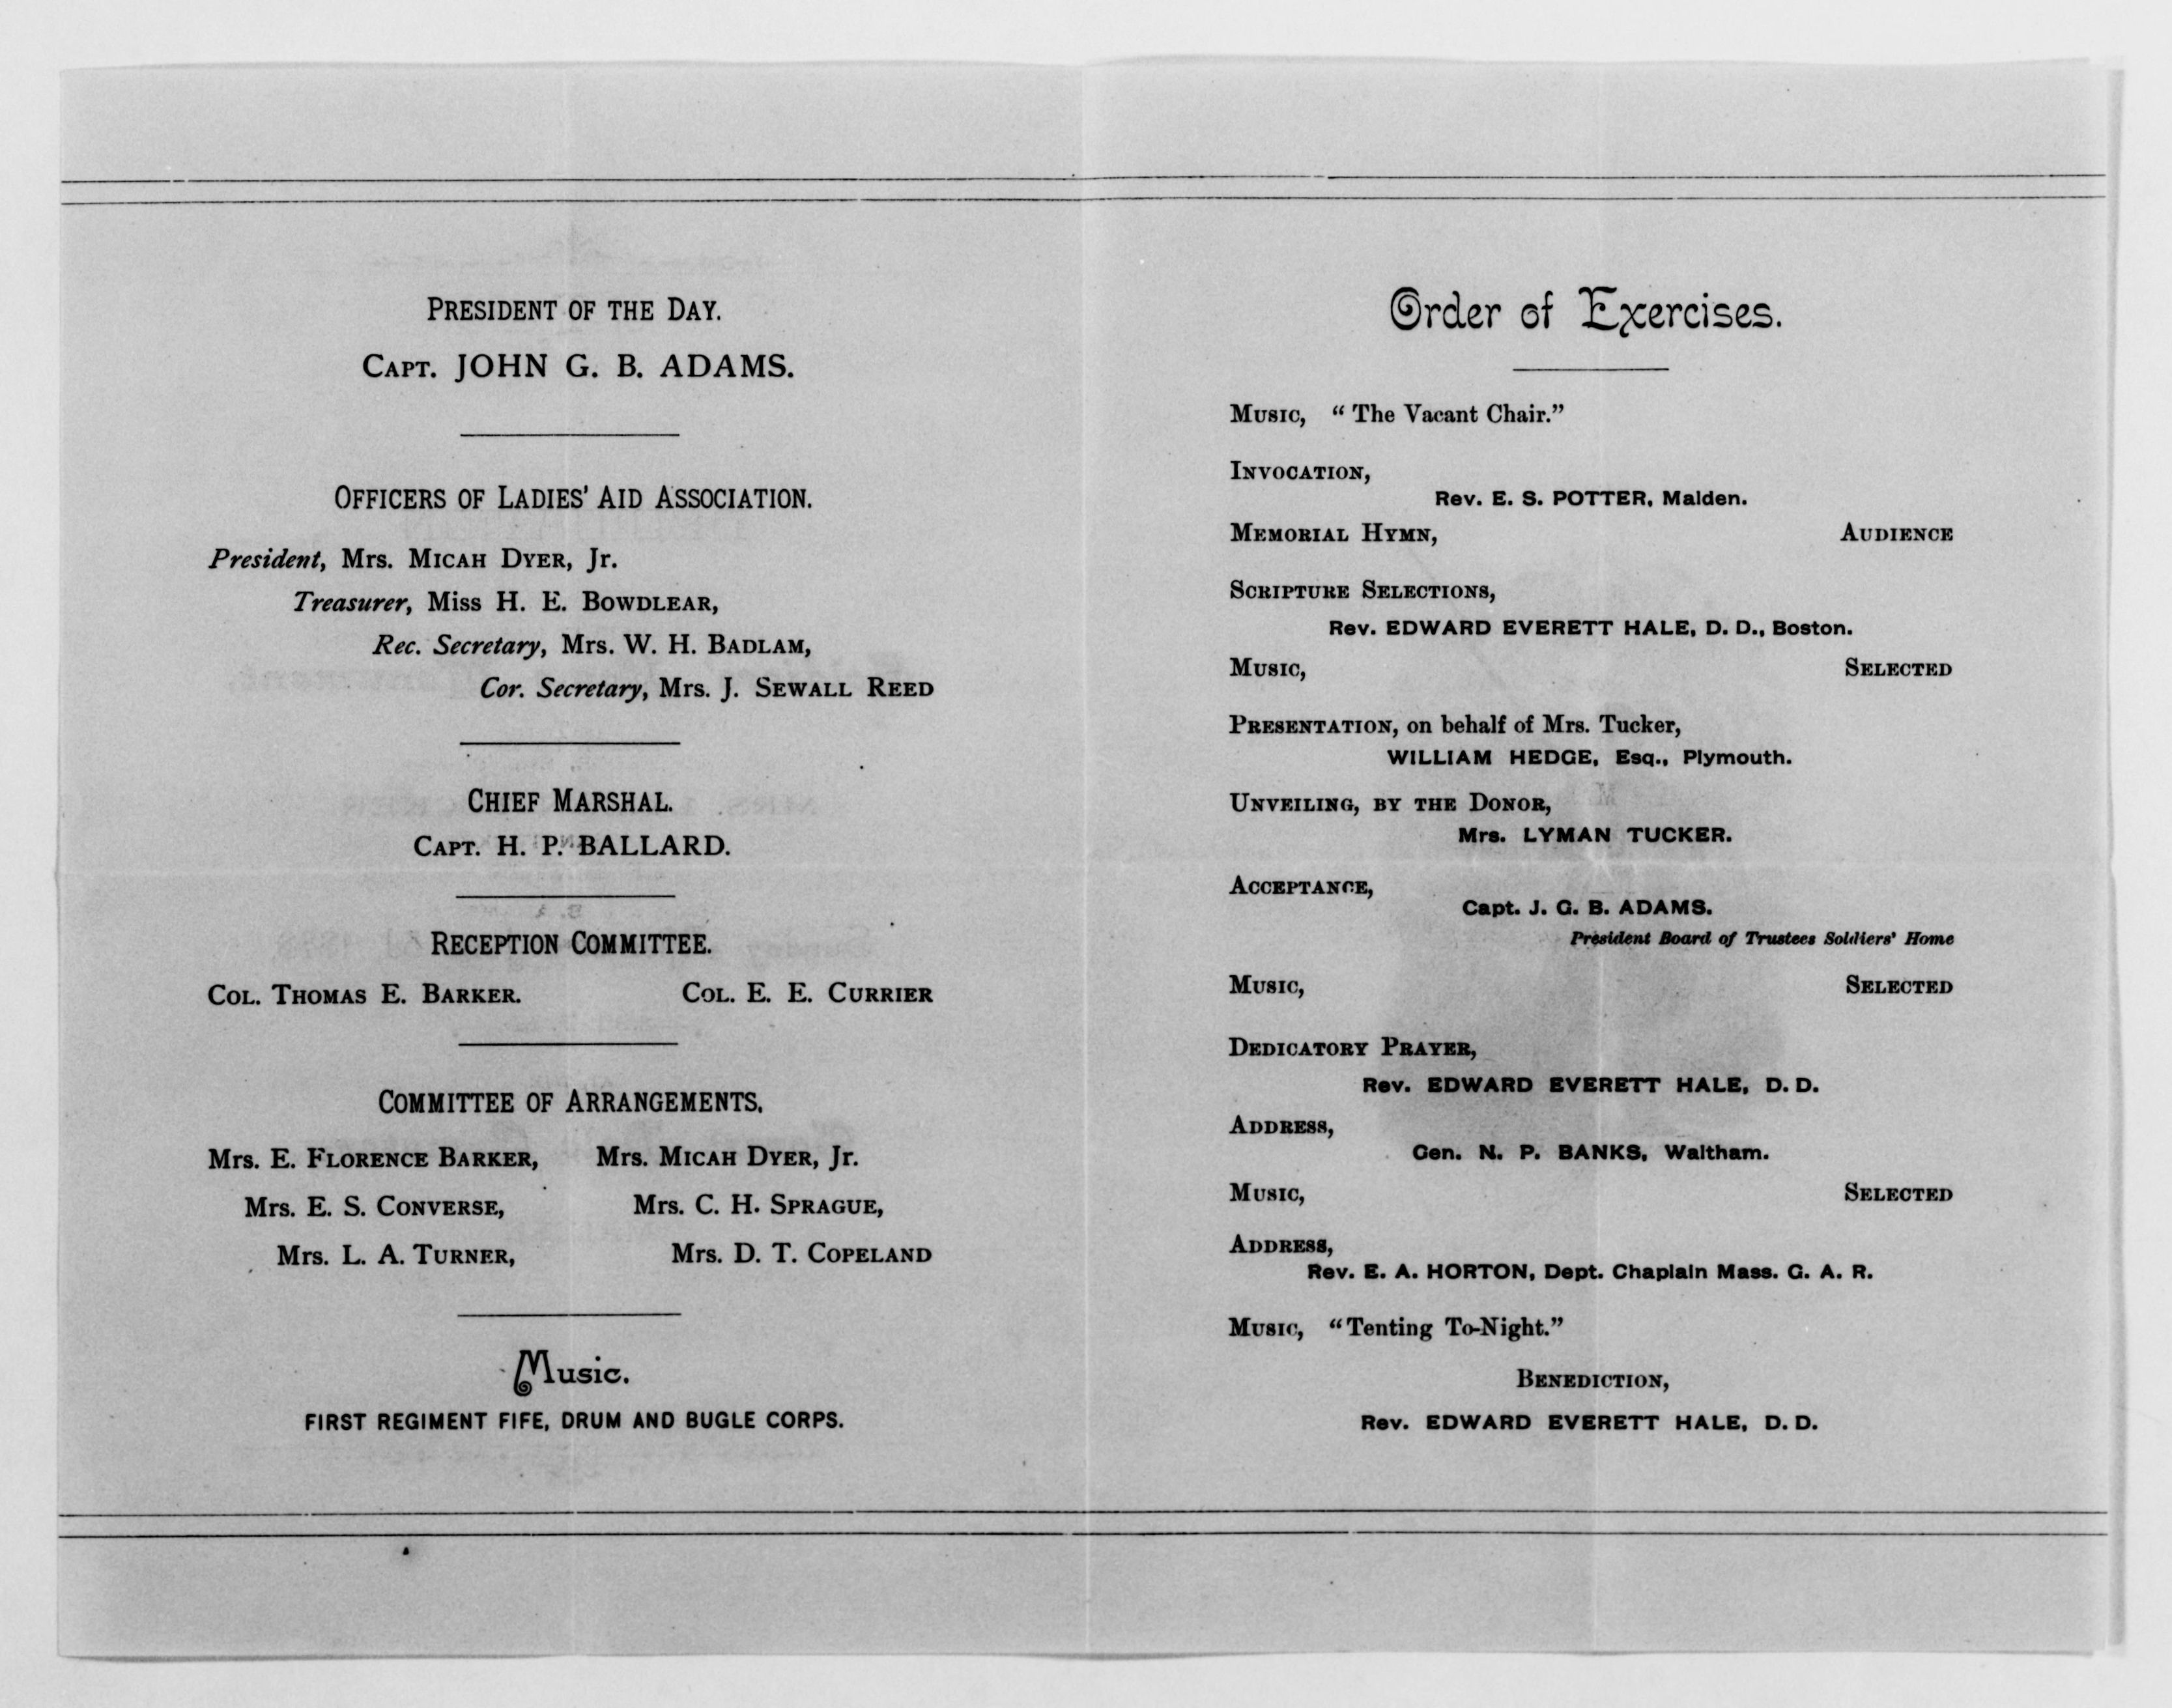 PRESIDENT OF THE DAY.
CAPT. JOHN G. B. ADAMS.
OFFICERS OF LADIES' AID ASSOCIATION.
President, Mrs. MICAH DYER, Jr.
Treasurer, Miss H. E. BOWDLEAR,
Rec. Secretary, Mrs. W. H. BADLAM,
Cor. Secretary, Mrs. J. SEWALL REED
CHIEF MARSHAL.
CAPT. H. P. BALLARD.
RECEPTION COMMITTEE.
COL. THOMAS E. BARKER. COL. E. E. CURRIER
COMMITTEE OF ARRANGEMENTS.
Mrs. E. FLORENCE BARKER, Mrs. MICAH DYER, Jr.
Mrs. E. S. CONVERSE, Mrs. C. H. SPRAGUE,
Mrs. L. A. TURNER, Mrs. D. T. COPELAND
Music.
FIRST REGIMENT FIFE, DRUM AND BUGLE CORPS.
Order of Exercises.
MUSIC, "The Vacant Chair."
INVOCATION,
Rev. E. S. POTTER, Malden.
MEMORIAL HYMN, AUDIENCE
SCRIPTURE SELECTIONS,
Rev. EDWARD EVERETT HALE, D. D., Boston.
MUSIC, SELECTED
PRESENTATION, on behalf of Mrs. Tucker,
WILLIAM HEDGE, Esq., Plymouth.
UNVEILING, BY THE DONOR,
Mrs. LYMAN TUCKER.
ACCEPTANCE,
Capt. J. G. B. ADAMS.
President Board of Trustees Soldiers' Home
MUSIC, SELECTED
DEDICATORY PRAYER,
Rev. EDWARD EVERETT HALE, D. D.
ADDRESS,
Gen. N. P. BANKS, Waltham.
MUSIC, SELECTED
ADDRESS,
Rev. E. A. HORTON, Dept. Chaplain Mass. G. A. R.
MUSIC, "Tenting To-Night."
BENEDICTION,
Rev. EDWARD EVERETT HALE, D. D.